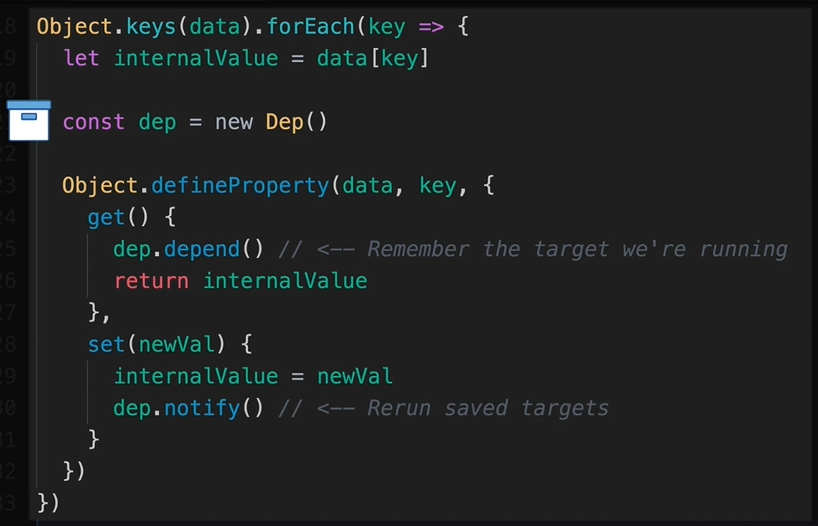 18 Object.keys(data).forEach(key => {
19 let internalValue = data[key]
20
const dep = new Dep()
22
23 Object.defineProperty(data, key, {
24 get() {
25 dep.depend() // <-- Remember the target we're running
26 return internalValue
27 },
28 set(newVal) {
29 internalValue = newVal
30 dep.notify() // <-- Rerun saved targets
31 }
32 })
33 })